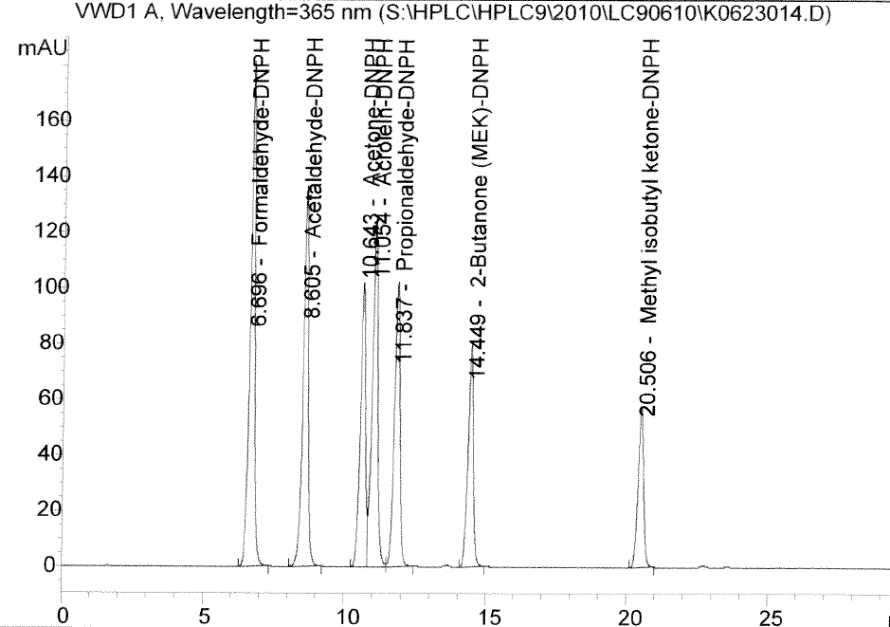 VWD1 A, Wavelength=365 nm (S:\HPLC\HPLC9\2010\LC90610\K0623014.D)
mAU
160
140
120
100
80
60
40
20
0
6.696 - Formaldehyde-DNPH
8.605 - Acetaldehyde-DNPH
10.643 - Acetone-DNPH
11.054 - Acrolein-DNPH
11.837 - Propionaldehyde-DNPH
14.449 - 2-Butanone (MEK)-DNPH
20.506 - Methyl isobutyl ketone-DNPH
0 5 10 15 20 25